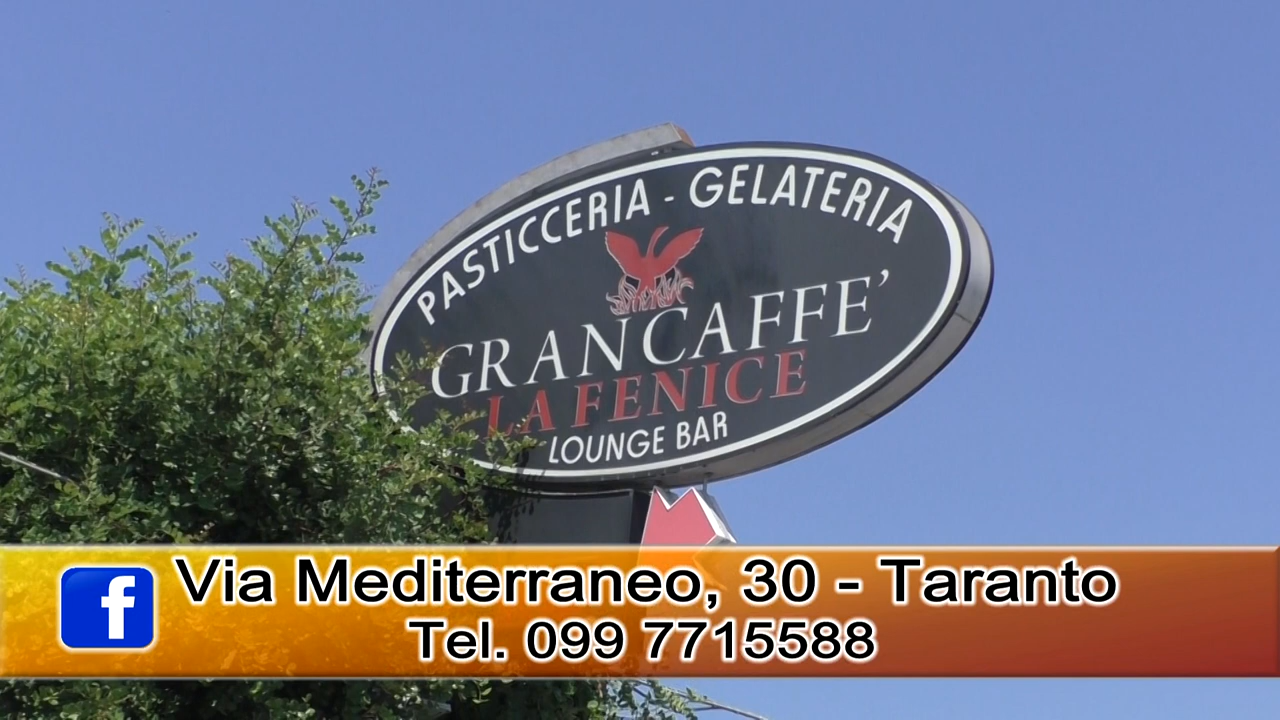 PASTICCERIA - GELATERIA
GRANCAFFE'
LA FENICE
LOUNGE BAR
f
Via Mediterraneo, 30 - Taranto
Tel. 099 7715588